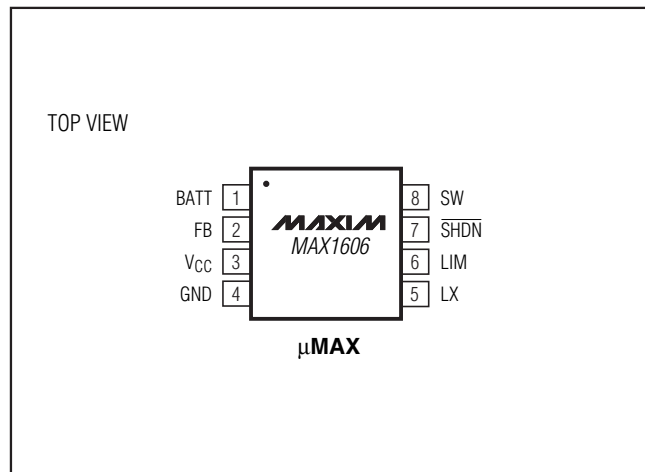 TOP VIEW
BATT 1
FB 2
VCC 3
GND 4
8 SW
7 SHDN
6 LIM
5 LX
MAXIM
MAX1606
μMAX